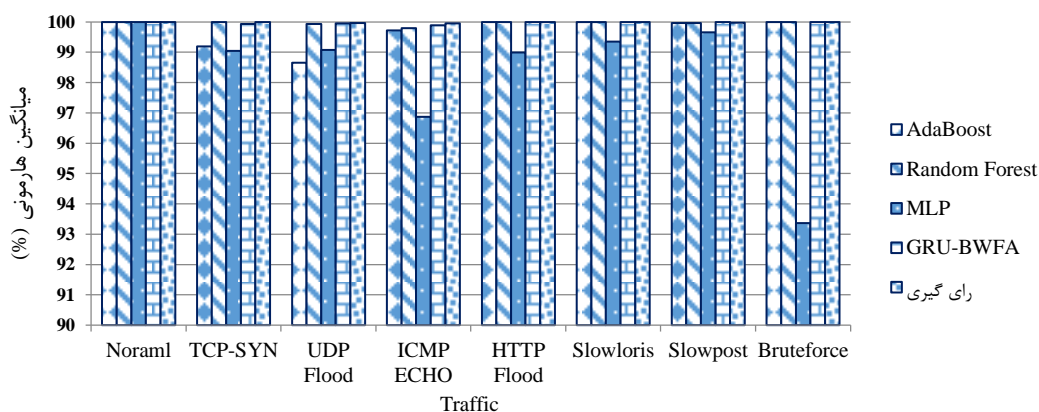 میانگین هارمونی (%)
100
99
98
97
96
95
94
93
92
91
90
Noraml
TCP-SYN
UDP
Flood
ICMP
ECHO
HTTP
Flood
Slowloris
Slowpost
Bruteforce
Traffic
AdaBoost
Random Forest
MLP
GRU-BWFA
رای گیری